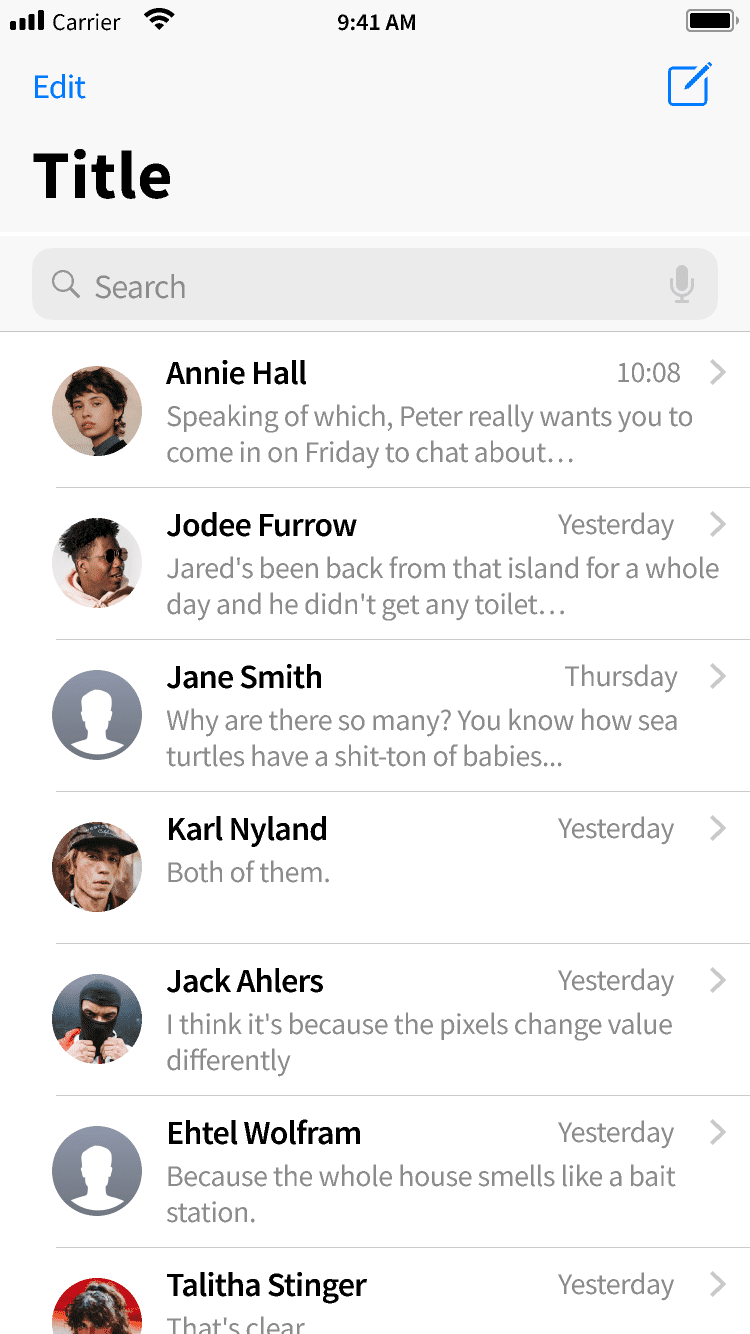 Carrier 9:41 AM
Edit
Title
Search
Annie Hall 10:08
Speaking of which, Peter really wants you to
come in on Friday to chat about…
Jodee Furrow Yesterday
Jared's been back from that island for a whole
day and he didn't get any toilet…
Jane Smith Thursday
Why are there so many? You know how sea
turtles have a shit-ton of babies...
Karl Nyland Yesterday
Both of them.
Jack Ahlers Yesterday
I think it's because the pixels change value
differently
Ehtel Wolfram Yesterday
Because the whole house smells like a bait
station.
Talitha Stinger Yesterday
That's clear